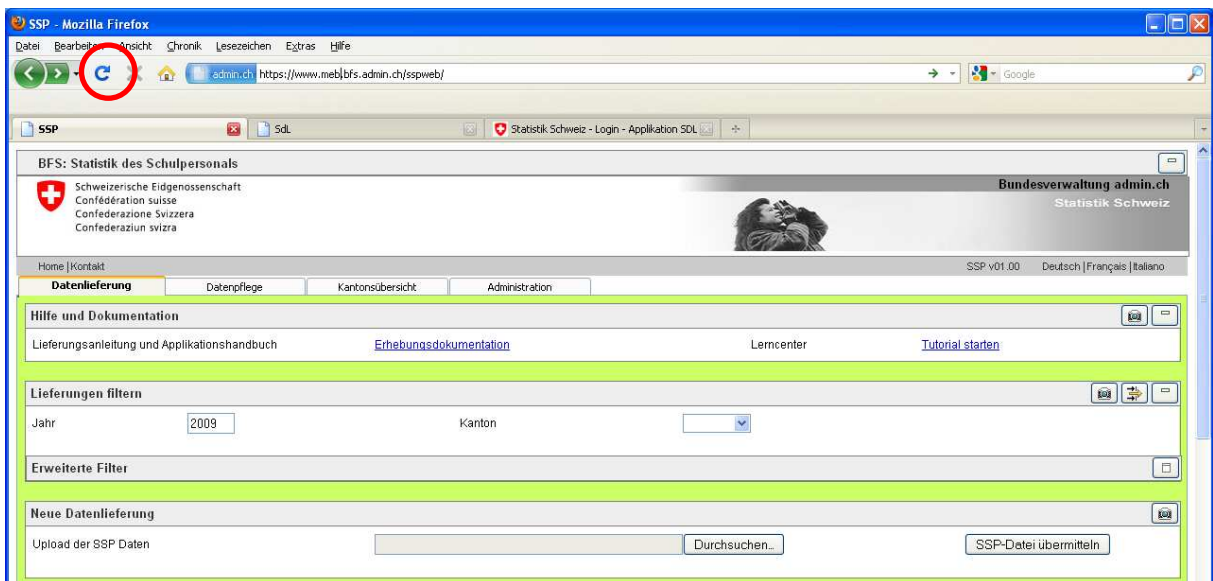 SSP - Mozilla Firefox
Datei Bearbeiten Ansicht Chronik Lesezeichen Extras Hilfe
admin.ch https://www.meb.bfs.admin.ch/sspweb/ Google
SSP SdL Statistik Schweiz - Login - Applikation SDL
BFS: Statistik des Schulpersonals
Schweizerische Eidgenossenschaft
Confédération suisse
Confederazione Svizzera
Confederaziun svizra
Bundesverwaltung admin.ch
Statistik Schweiz
Home | Kontakt SSP v01.00 Deutsch | Français | Italiano
Datenlieferung Datenpflege Kantonsübersicht Administration
Hilfe und Dokumentation
Lieferungsanleitung und Applikationshandbuch Erhebungsdokumentation Lerncenter Tutorial starten
Lieferungen filtern
Jahr 2009 Kanton
Erweiterte Filter
Neue Datenlieferung
Upload der SSP Daten Durchsuchen... SSP-Datei übermitteln